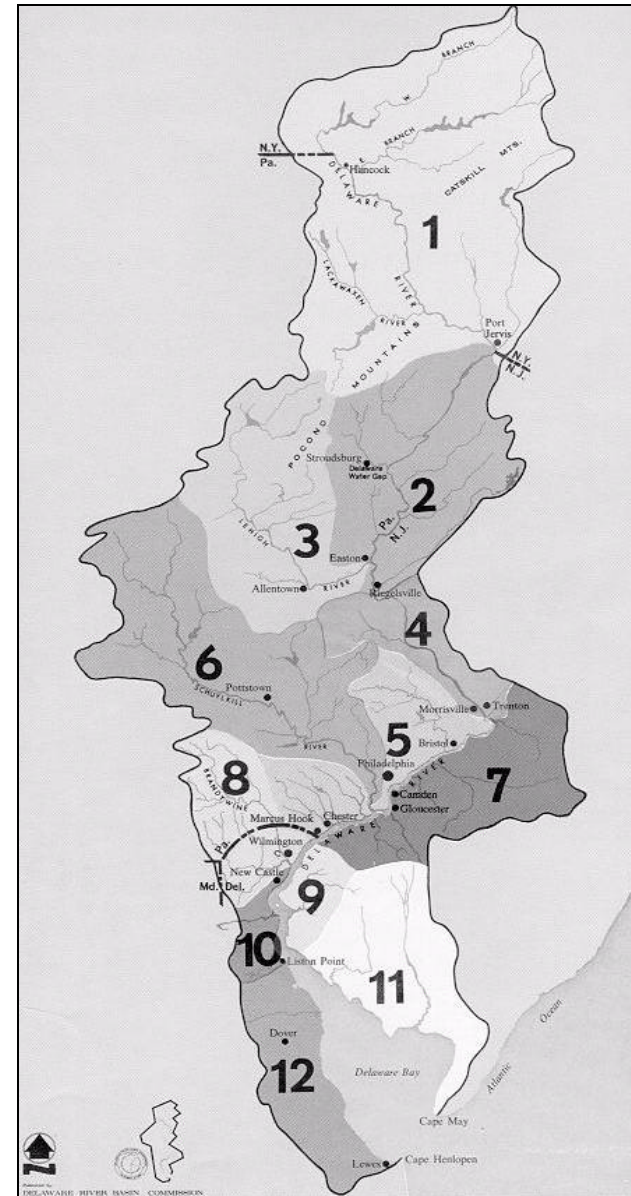 W. BRANCH
E. BRANCH
N.Y.
Pa.
Hancock
CATSKILL MTS.
DELAWARE
RIVER
1
LACKAWAXEN
RIVER
Port
Jervis
N.Y.
N.J.
POCONO MOUNTAINS
Stroudsburg
Delaware
Water Gap
2
Pa.
N.J.
3
LEHIGH
RIVER
Easton
Allentown
Riegelsville
4
6
Pottstown
SCHUYLKILL
RIVER
Morrisville
Trenton
5
Bristol
Philadelphia
7
8
BRANDYWINE
Camden
Gloucester
DELAWARE RIVER
Marcus Hook
Chester
Pa.
Wilmington
Md.
Del.
New Castle
9
10
Liston Point
11
Dover
12
Delaware Bay
Atlantic Ocean
Cape May
Lewes
Cape Henlopen
N
DELAWARE RIVER BASIN COMMISSION